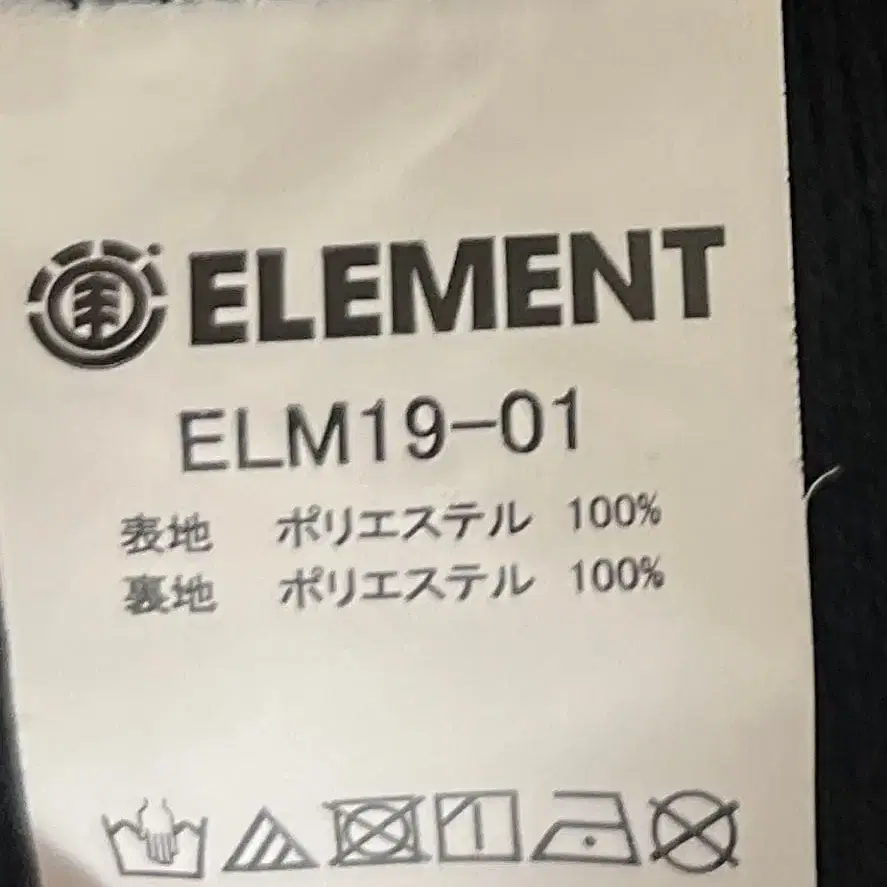 ELEMENT
ELM19-01
表地 ポリエステル 100%
裏地 ポリエステル 100%